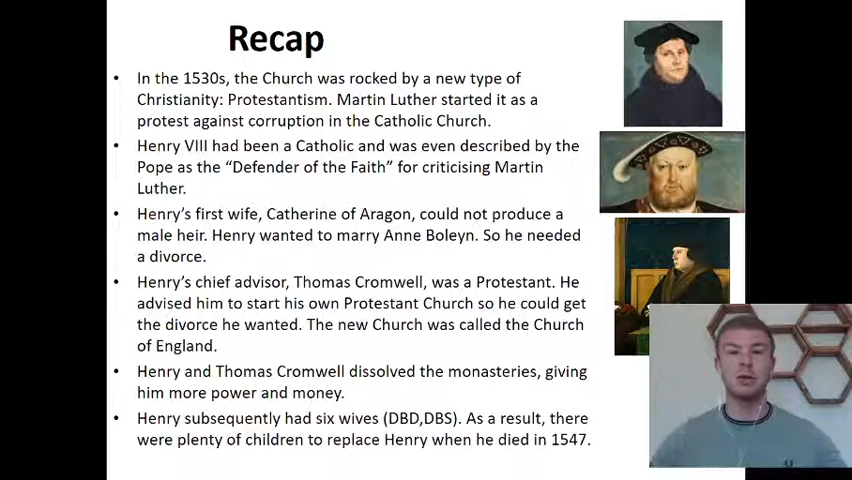 Recap
• In the 1530s, the Church was rocked by a new type of
Christianity: Protestantism. Martin Luther started it as a
protest against corruption in the Catholic Church.
• Henry VIII had been a Catholic and was even described by the
Pope as the “Defender of the Faith” for criticising Martin
Luther.
• Henry’s first wife, Catherine of Aragon, could not produce a
male heir. Henry wanted to marry Anne Boleyn. So he needed
a divorce.
• Henry’s chief advisor, Thomas Cromwell, was a Protestant. He
advised him to start his own Protestant Church so he could get
the divorce he wanted. The new Church was called the Church
of England.
• Henry and Thomas Cromwell dissolved the monasteries, giving
him more power and money.
• Henry subsequently had six wives (DBD,DBS). As a result, there
were plenty of children to replace Henry when he died in 1547.